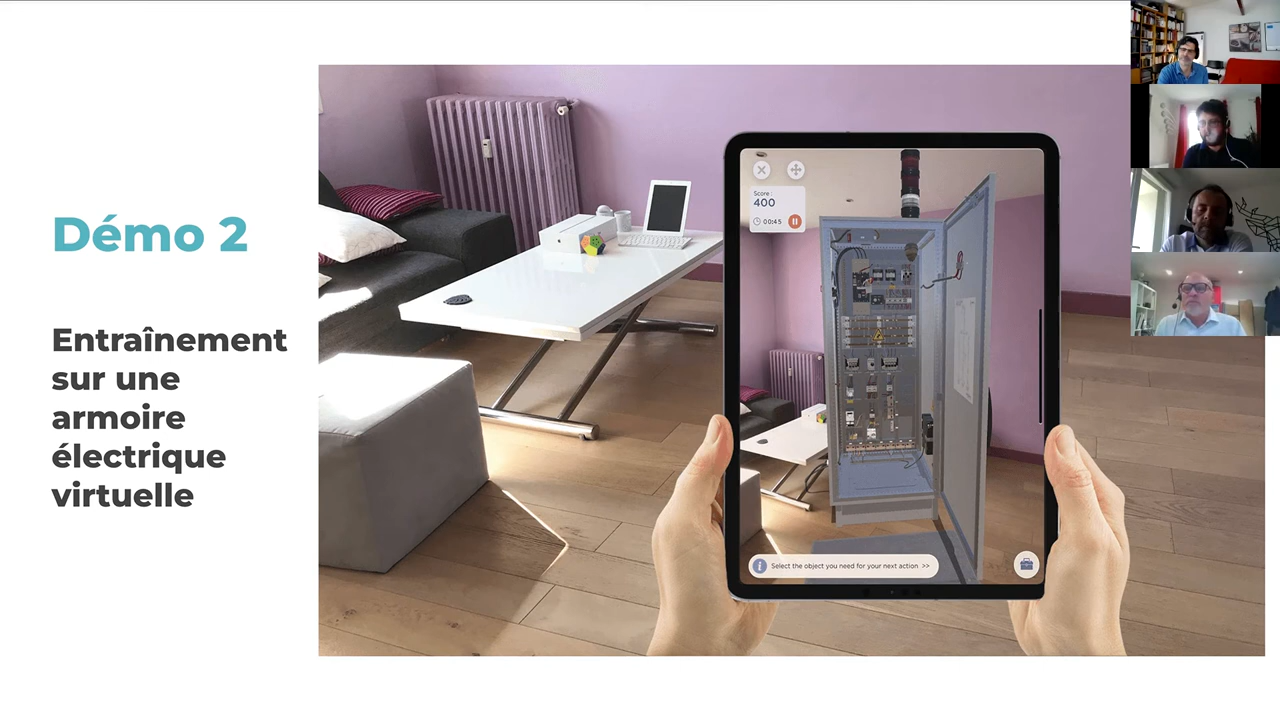 Démo 2
Entraînement
sur une
armoire
électrique
virtuelle
Score :
400
00:45
Select the object you need for your next action >>